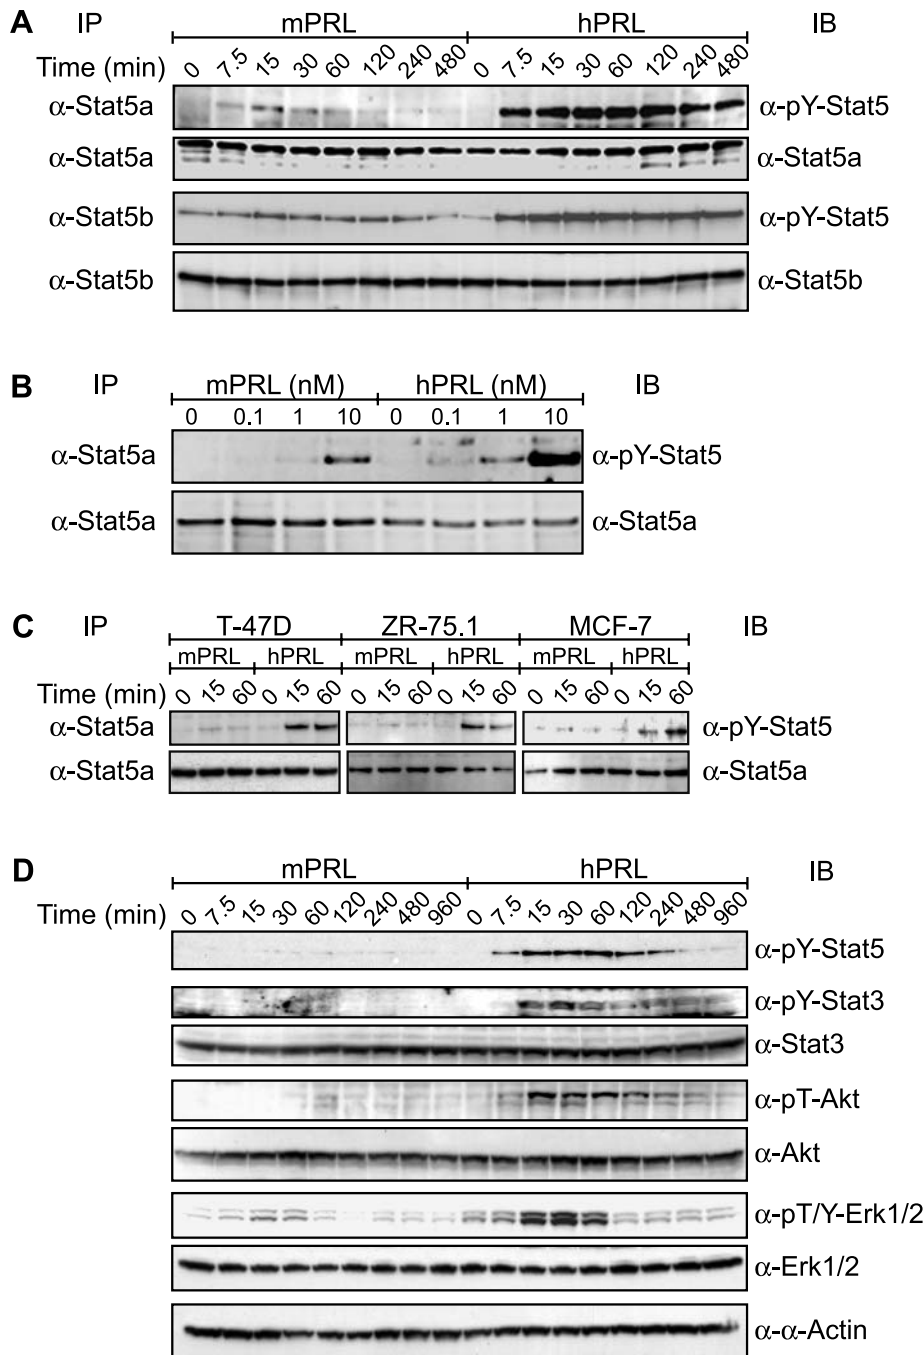 A IP mPRL hPRL IB
Time (min) 0 7.5 15 30 60 120 240 480 0 7.5 15 30 60 120 240 480
α-Stat5a α-pY-Stat5
α-Stat5a α-Stat5a
α-Stat5b α-pY-Stat5
α-Stat5b α-Stat5b
B IP mPRL (nM) hPRL (nM) IB
0 0.1 1 10 0 0.1 1 10
α-Stat5a α-pY-Stat5
α-Stat5a α-Stat5a
C IP T-47D ZR-75.1 MCF-7 IB
mPRL hPRL mPRL hPRL mPRL hPRL
Time (min) 0 15 60 0 15 60 0 15 60 0 15 60 0 15 60 0 15 60
α-Stat5a α-pY-Stat5
α-Stat5a α-Stat5a
D mPRL hPRL IB
Time (min) 0 7.5 15 30 60 120 240 480 960 0 7.5 15 30 60 120 240 480 960
α-pY-Stat5
α-pY-Stat3
α-Stat3
α-pT-Akt
α-Akt
α-pT/Y-Erk1/2
α-Erk1/2
α-α-Actin